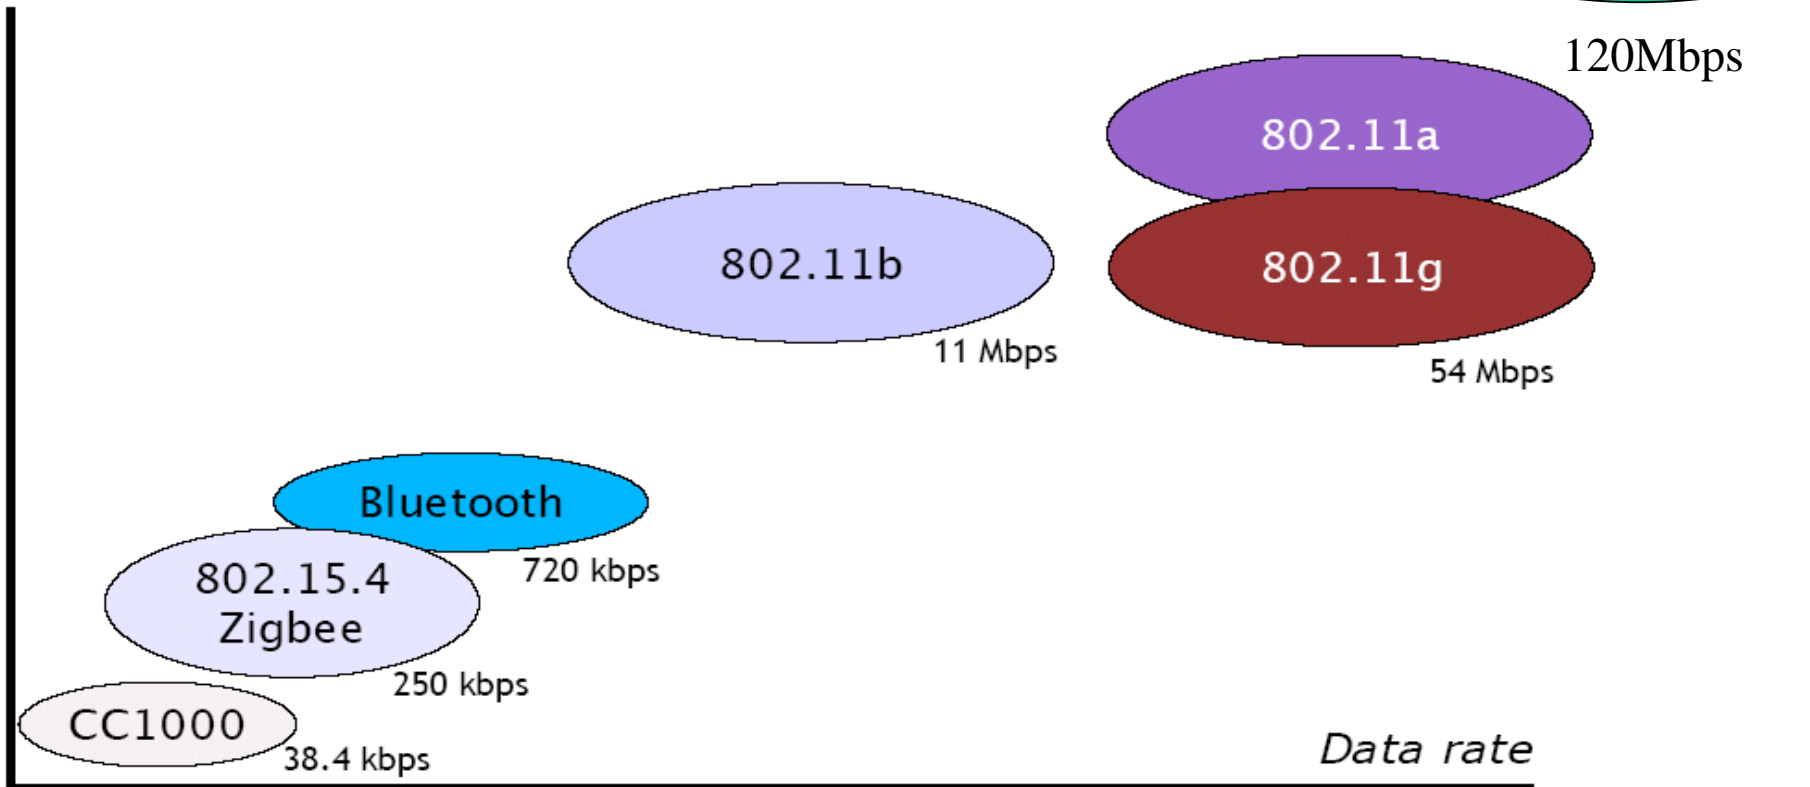 120Mbps
802.11a
802.11b
802.11g
11 Mbps
54 Mbps
Bluetooth
720 kbps
802.15.4
Zigbee
250 kbps
CC1000
38.4 kbps
Data rate